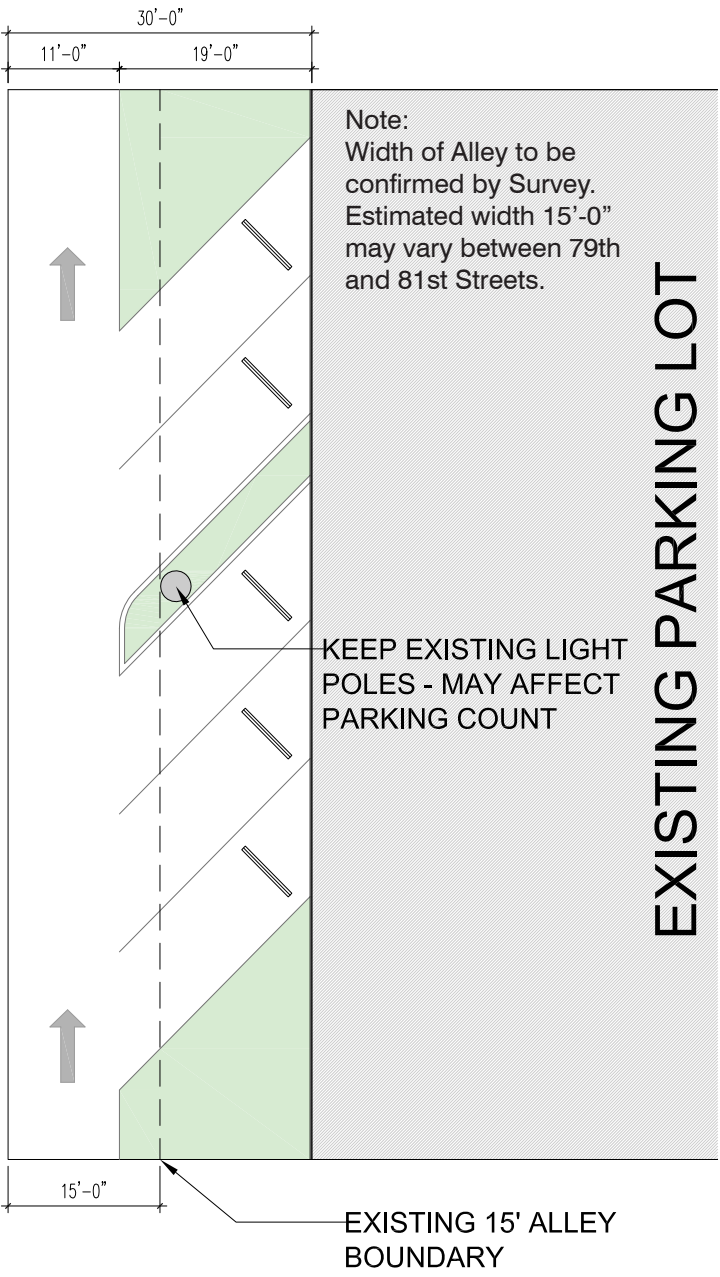 30'-0"
11'-0"
19'-0"
Note:
Width of Alley to be
confirmed by Survey.
Estimated width 15'-0”
may vary between 79th
and 81st Streets.
EXISTING PARKING LOT
KEEP EXISTING LIGHT
POLES - MAY AFFECT
PARKING COUNT
15'-0"
EXISTING 15' ALLEY
BOUNDARY